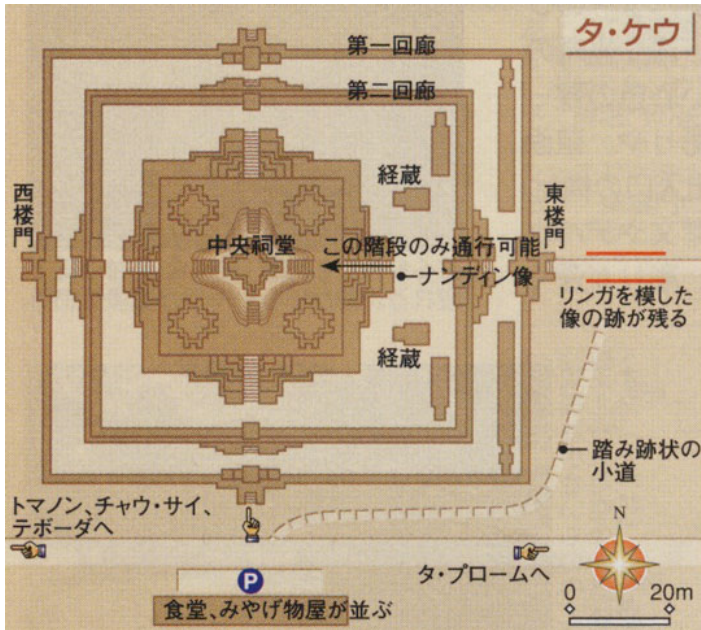 タ・ケウ
第一回廊
第二回廊
西楼門
経蔵
東楼門
中央祠堂
この階段のみ通行可能
ナンディン像
リンガを模した
像の跡が残る
経蔵
踏み跡状の
小道
トマノン、チャウ・サイ、
テボーダへ
N
タ・プロームへ
0 20m
P
食堂、みやげ物屋が並ぶ